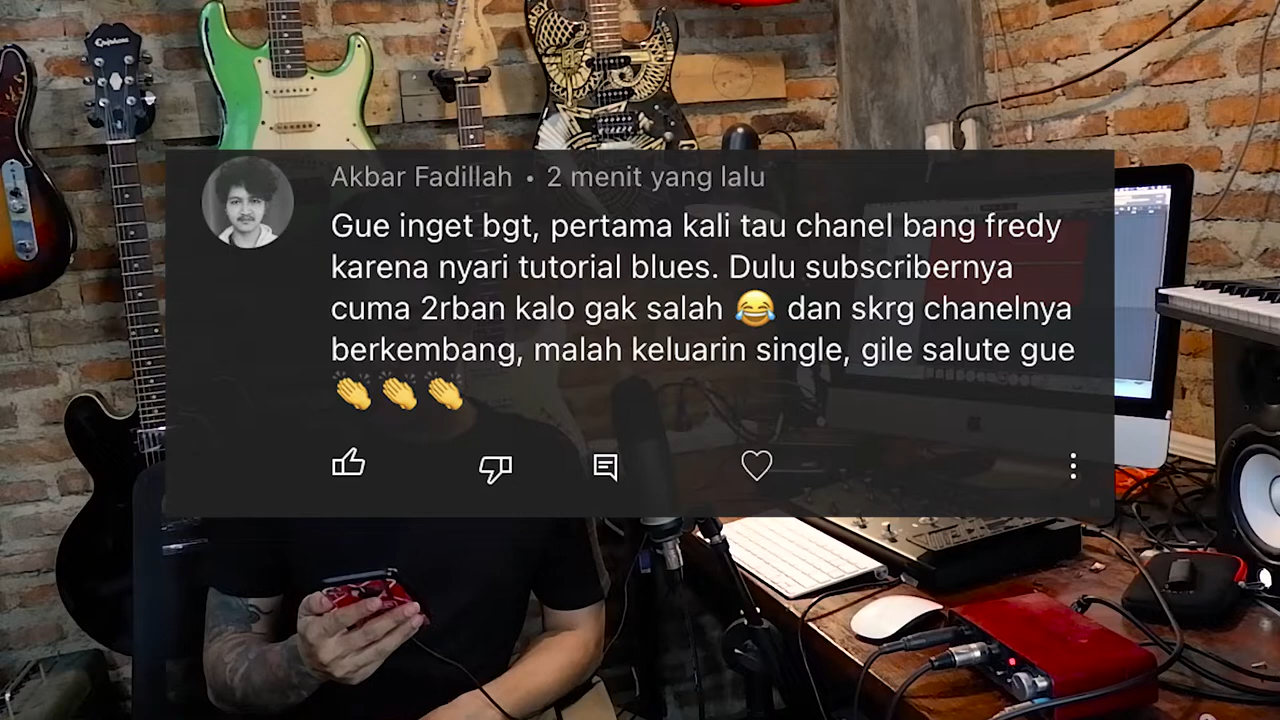 Epiphone
Akbar Fadillah • 2 menit yang lalu
Gue inget bgt, pertama kali tau chanel bang fredy
karena nyari tutorial blues. Dulu subscribernya
cuma 2rban kalo gak salah 😂 dan skrg chanelnya
berkembang, malah keluarin single, gile salute gue
👏👏👏